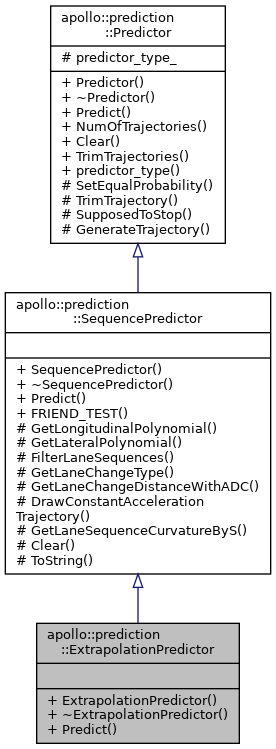 apollo::prediction
::Predictor
# predictor_type_
+ Predictor()
+ ~Predictor()
+ Predict()
+ NumOfTrajectories()
+ Clear()
+ TrimTrajectories()
+ predictor_type()
# SetEqualProbability()
# TrimTrajectory()
# SupposedToStop()
# GenerateTrajectory()
apollo::prediction
::SequencePredictor
+ SequencePredictor()
+ ~SequencePredictor()
+ Predict()
+ FRIEND_TEST()
# GetLongitudinalPolynomial()
# GetLateralPolynomial()
# FilterLaneSequences()
# GetLaneChangeType()
# GetLaneChangeDistanceWithADC()
# DrawConstantAcceleration
Trajectory()
# GetLaneSequenceCurvatureByS()
# Clear()
# ToString()
apollo::prediction
::ExtrapolationPredictor
+ ExtrapolationPredictor()
+ ~ExtrapolationPredictor()
+ Predict()